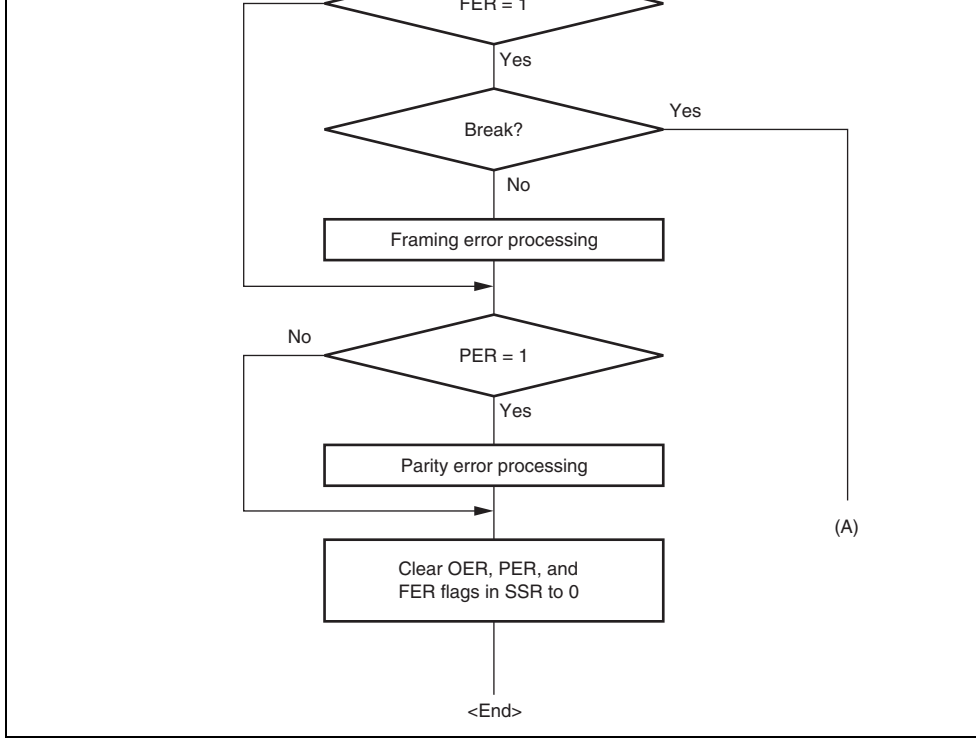 FER = 1
Yes
Break?
Yes
No
Framing error processing
No
PER = 1
Yes
Parity error processing
(A)
Clear OER, PER, and
FER flags in SSR to 0
<End>